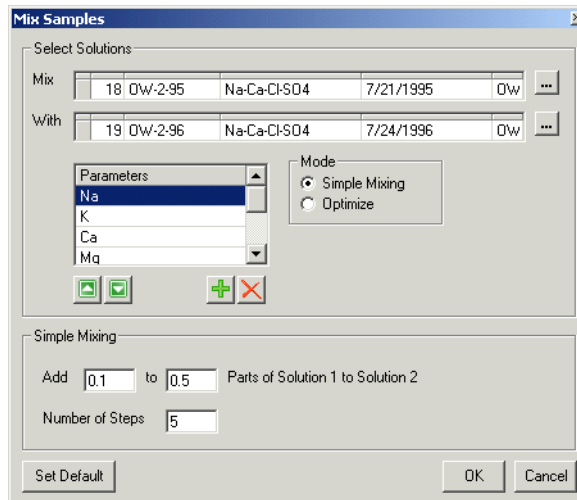 Mix Samples
Select Solutions
Mix 18 OW-2-95 Na-Ca-Cl-SO4 7/21/1995 OW ...
With 19 OW-2-96 Na-Ca-Cl-SO4 7/24/1996 OW ...
Parameters
Na
K
Ca
Mg
Mode
Simple Mixing
Optimize
Simple Mixing
Add 0.1 to 0.5 Parts of Solution 1 to Solution 2
Number of Steps 5
Set Default OK Cancel